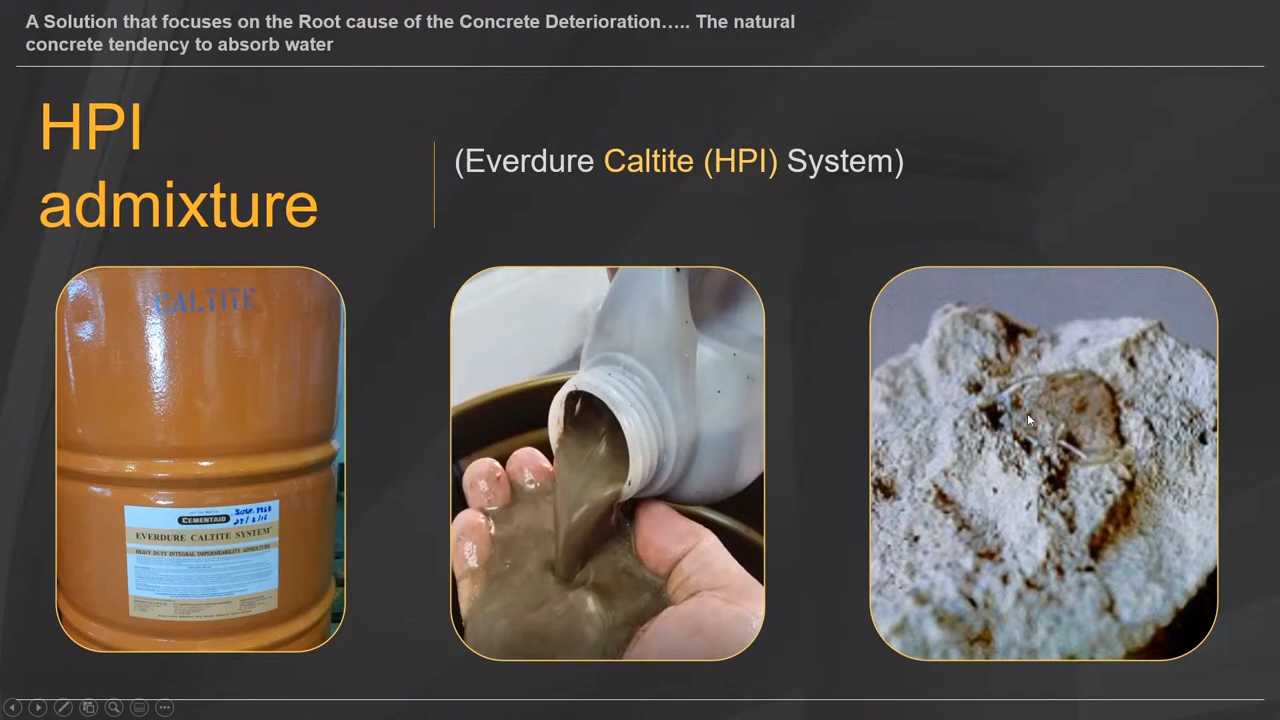 A Solution that focuses on the Root cause of the Concrete Deterioration..... The natural
concrete tendency to absorb water
HPI
admixture
(Everdure Caltite (HPI) System)
CALTITE
CEMENTAID
EVERDURE CALTITE SYSTEM
HEAVY DUTY INTEGRAL IMPERMEABILITY ADMIXTURE